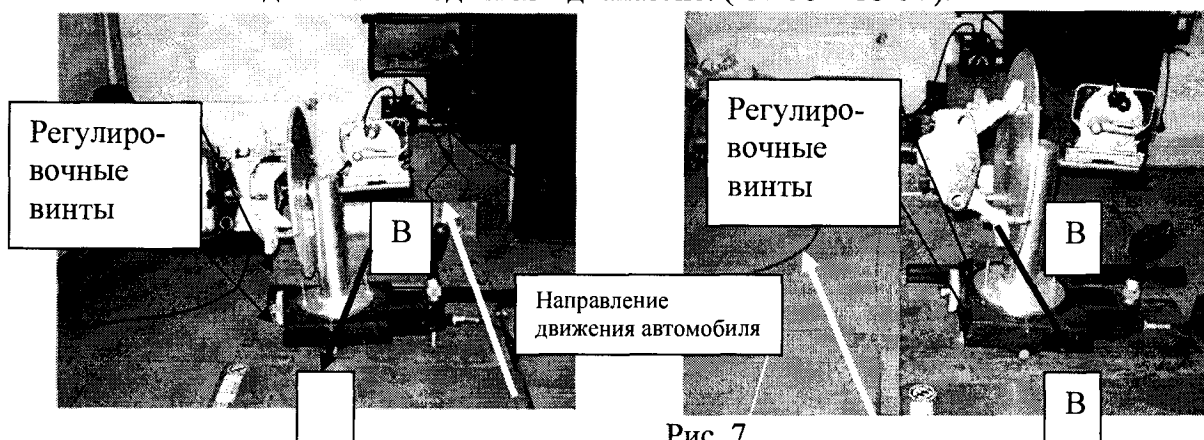 Регулиро-
вочные
винты
В
Направление
движения автомобиля
Регулиро-
вочные
винты
В
В
Рис. 7